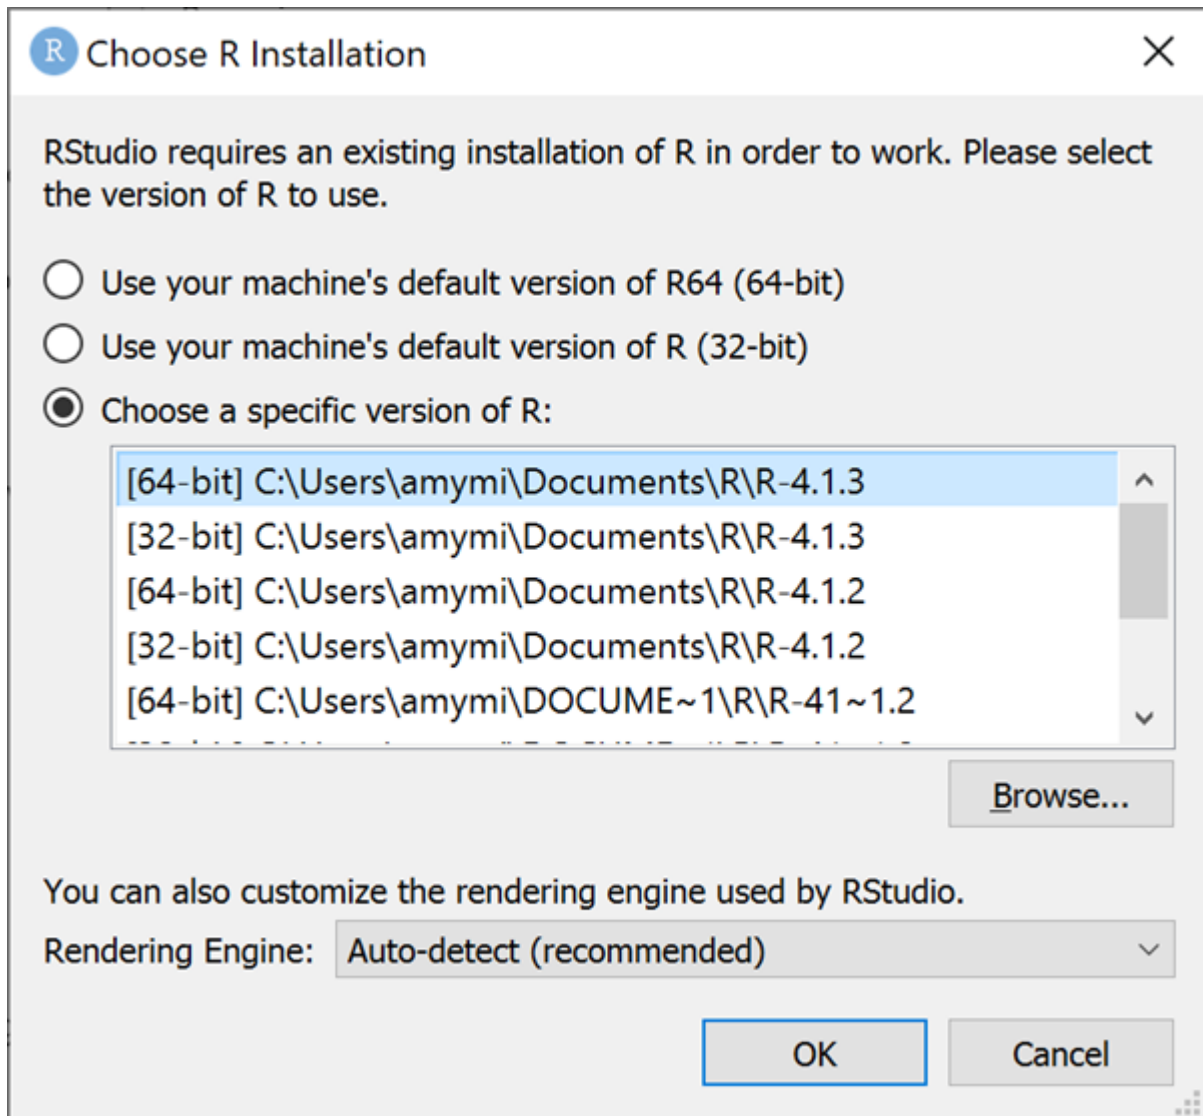 R Choose R Installation
RStudio requires an existing installation of R in order to work. Please select
the version of R to use.
Use your machine's default version of R64 (64-bit)
Use your machine's default version of R (32-bit)
Choose a specific version of R:
[64-bit] C:\Users\amymi\Documents\R\R-4.1.3
[32-bit] C:\Users\amymi\Documents\R\R-4.1.3
[64-bit] C:\Users\amymi\Documents\R\R-4.1.2
[32-bit] C:\Users\amymi\Documents\R\R-4.1.2
[64-bit] C:\Users\amymi\DOCUME~1\R\R-41~1.2
Browse...
You can also customize the rendering engine used by RStudio.
Rendering Engine: Auto-detect (recommended)
OK Cancel